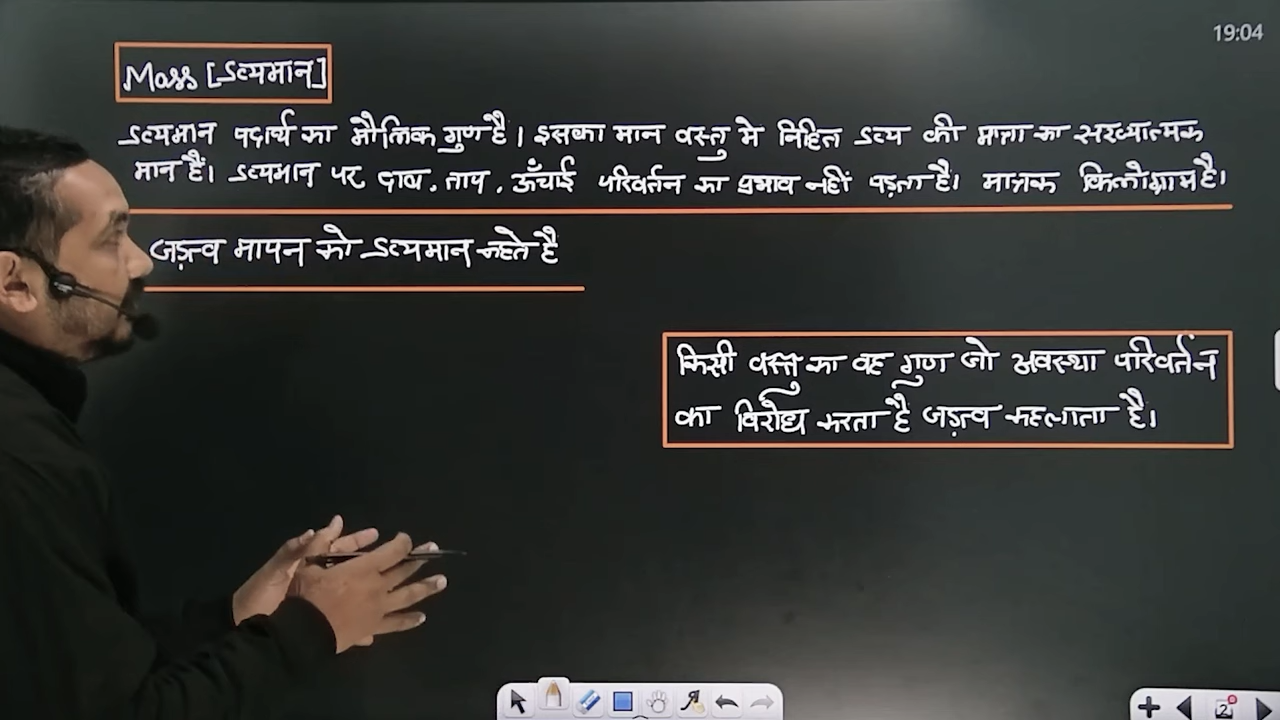 19:04
Mass [द्रव्यमान]
द्रव्यमान पदार्थ का मौलिक गुण है। इसका मान वस्तु मे निहित द्रव्य की मात्रा का संख्यात्मक
मान हैं। द्रव्यमान पर दाब, ताप, ऊँचाई परिवर्तन का प्रभाव नहीं पड़ता है। मात्रक किलोग्राम है।
जड़त्व मापन को द्रव्यमान कहते है
किसी वस्तु का वह गुण जो अवस्था परिवर्तन
का विरोध करता है जड़त्व कहलाता है।
2